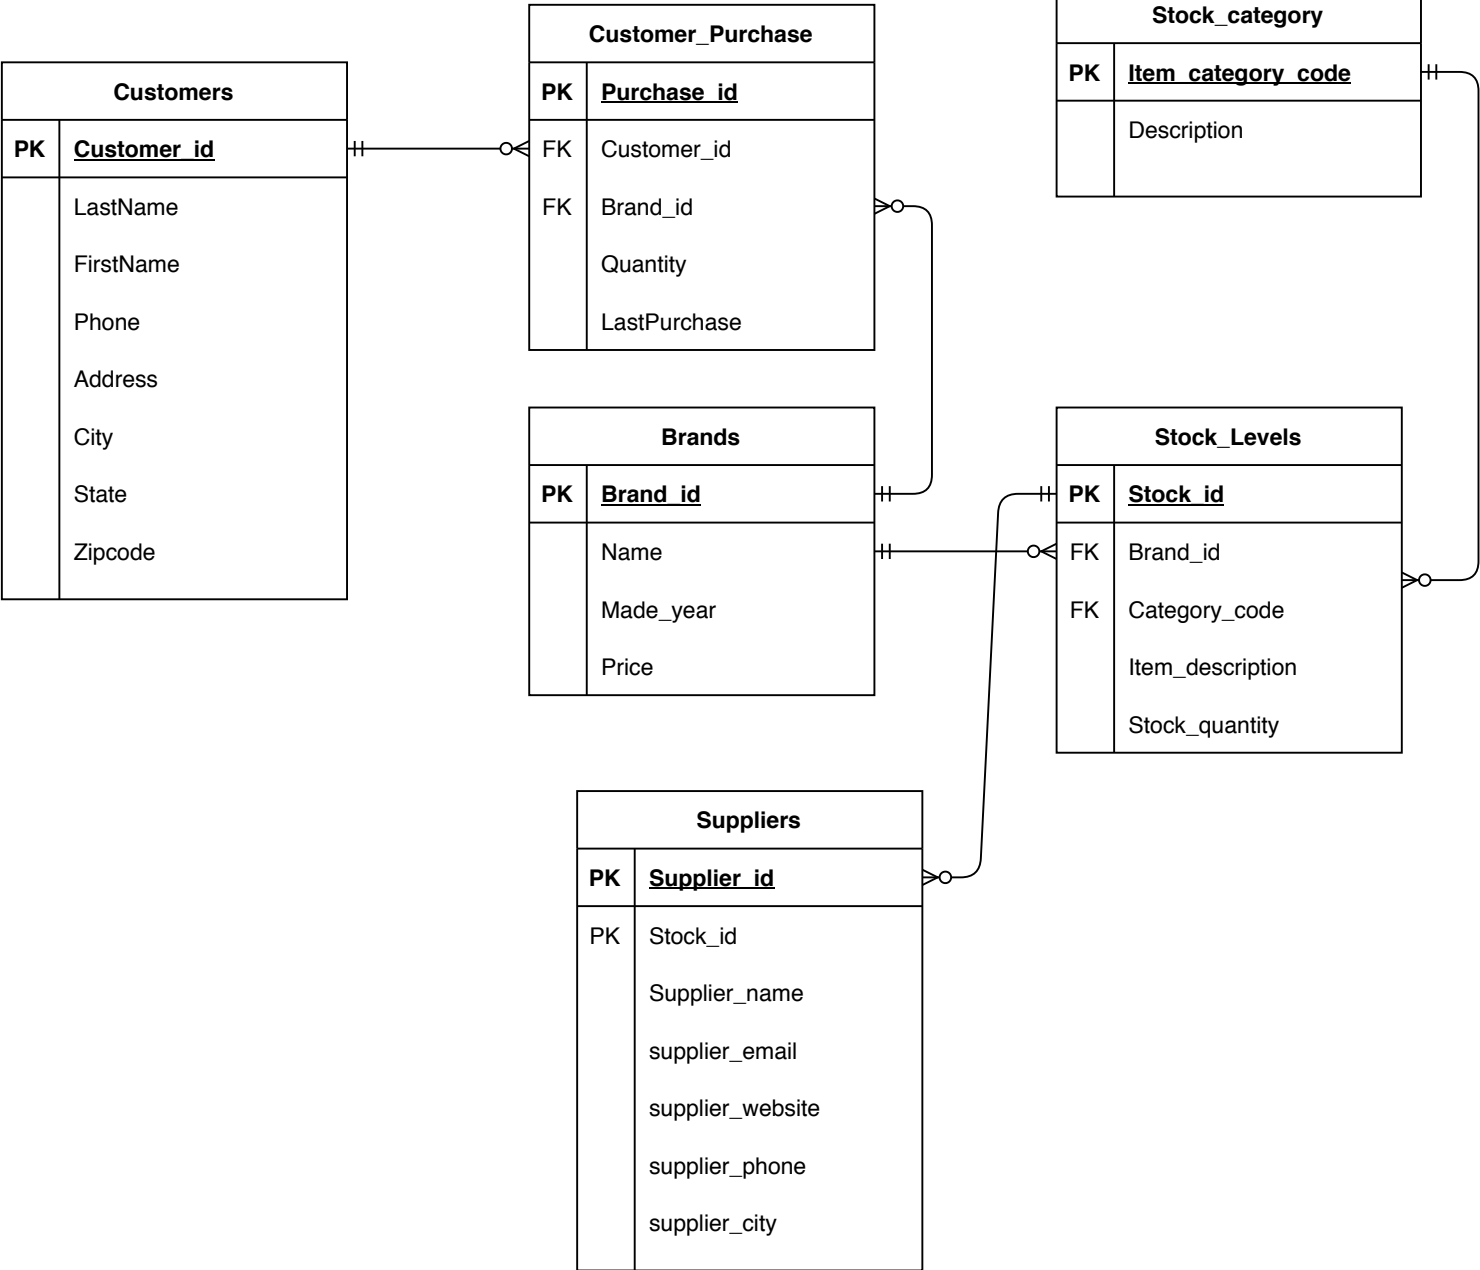 Customers
PK Customer_id
LastName
FirstName
Phone
Address
City
State
Zipcode
Customer_Purchase
PK Purchase_id
FK Customer_id
FK Brand_id
Quantity
LastPurchase
Stock_category
PK Item_category_code
Description
Brands
PK Brand_id
Name
Made_year
Price
Stock_Levels
PK Stock_id
FK Brand_id
FK Category_code
Item_description
Stock_quantity
Suppliers
PK Supplier_id
PK Stock_id
Supplier_name
supplier_email
supplier_website
supplier_phone
supplier_city